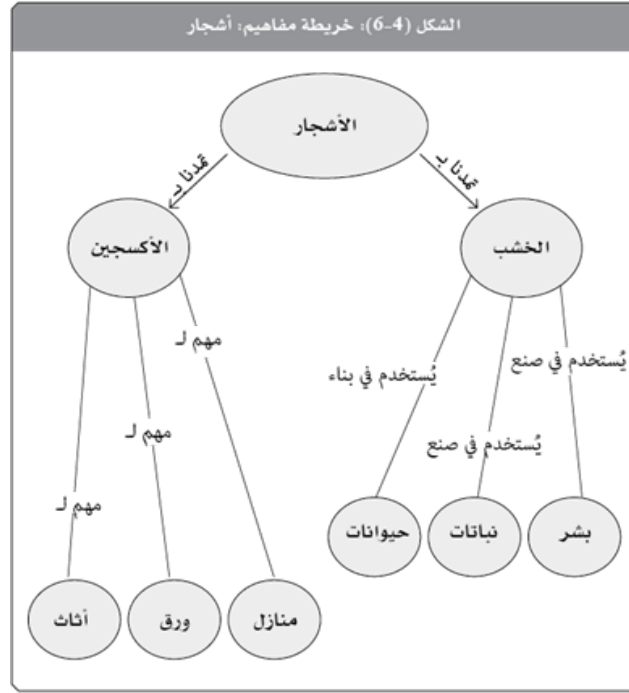 الشكل (4-6): خريطة مفاهيم: أشجار
الأشجار
تمدنا بـ
تمدنا بـ
الخشب
الأكسجين
يُستخدم في صنع
يُستخدم في صنع
يُستخدم في بناء
مهم لـ
مهم لـ
مهم لـ
بشر
نباتات
حيوانات
منازل
ورق
أثاث